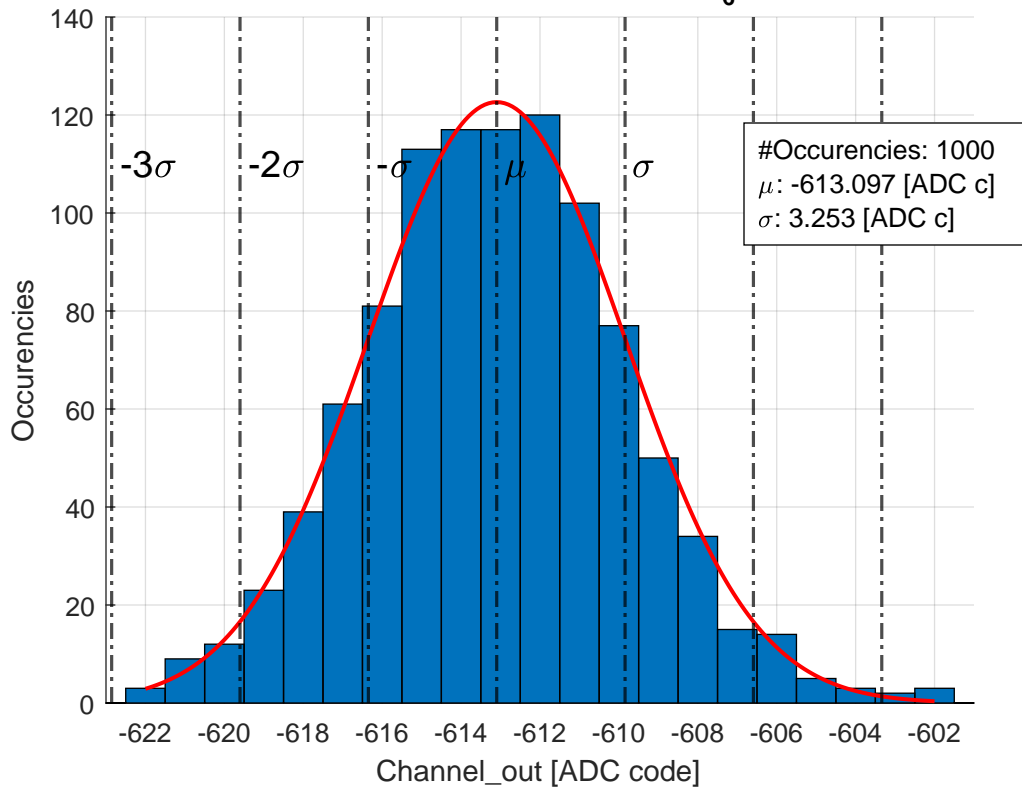 140
120
100
80
60
40
20
0
Occurencies
-3σ
-2σ
-σ
μ
σ
#Occurencies: 1000
μ: -613.097 [ADC c]
σ: 3.253 [ADC c]
-622 -620 -618 -616 -614 -612 -610 -608 -606 -604 -602
Channel_out [ADC code]